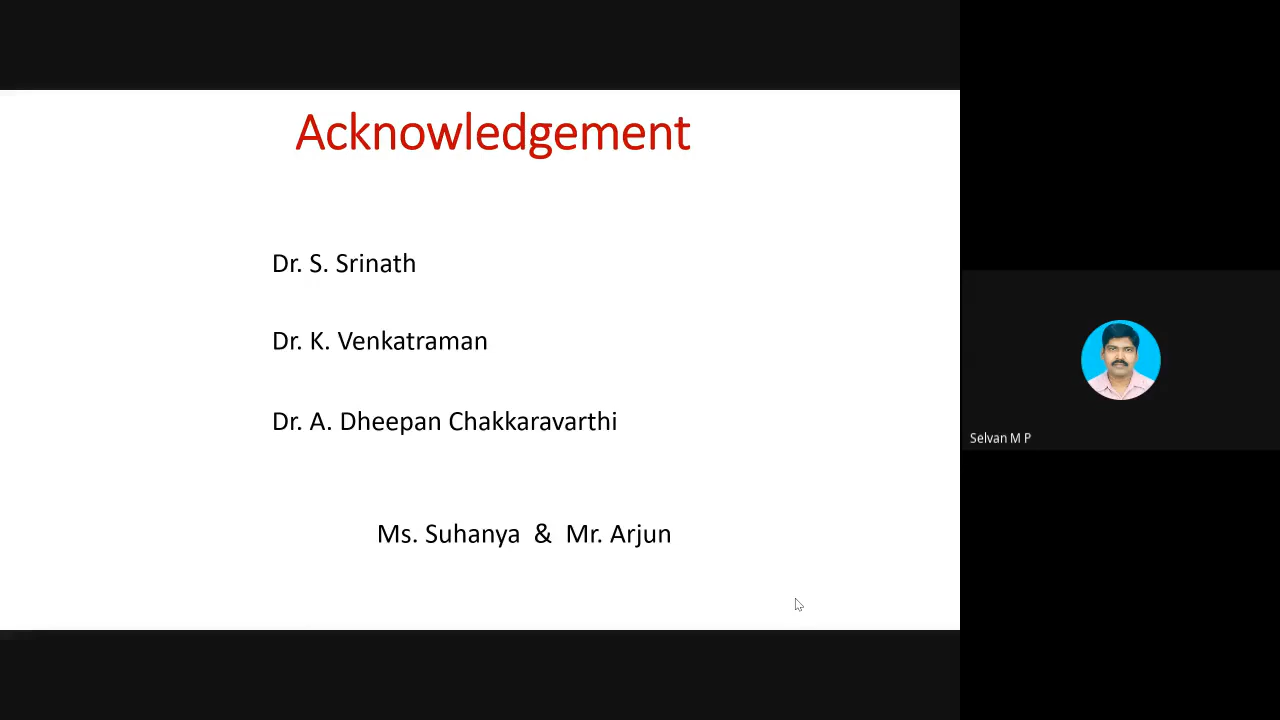 Acknowledgement
Dr. S. Srinath
Dr. K. Venkatraman
Dr. A. Dheepan Chakkaravarthi
Ms. Suhanya & Mr. Arjun
Selvan M P